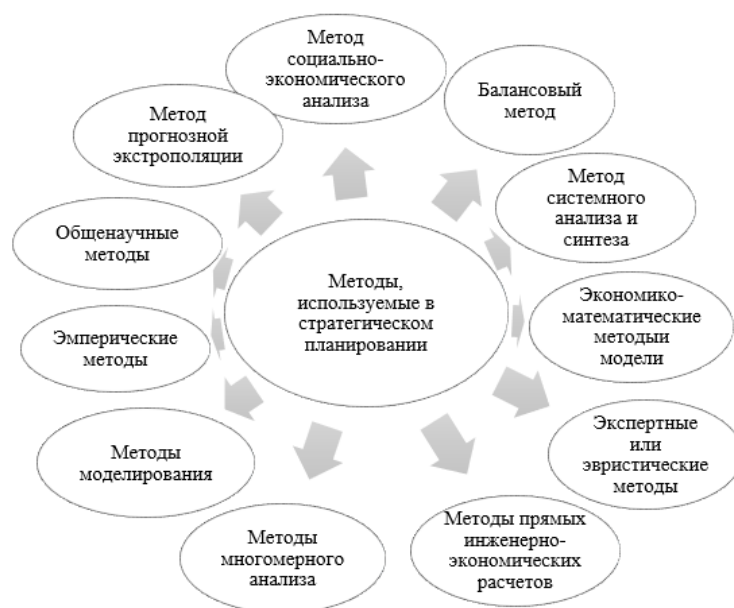 Метод
социально-
экономического
анализа
Балансовый
метод
Метод
прогнозной
экстрополяции
Метод
системного
анализа и
синтеза
Общенаучные
методы
Методы,
используемые в
стратегическом
планировании
Экономико-
математические
методыи
модели
Эмперические
методы
Экспертные
или
эвристические
методы
Методы
моделирования
Методы прямых
инженерно-
экономических
расчетов
Методы
многомерного
анализа